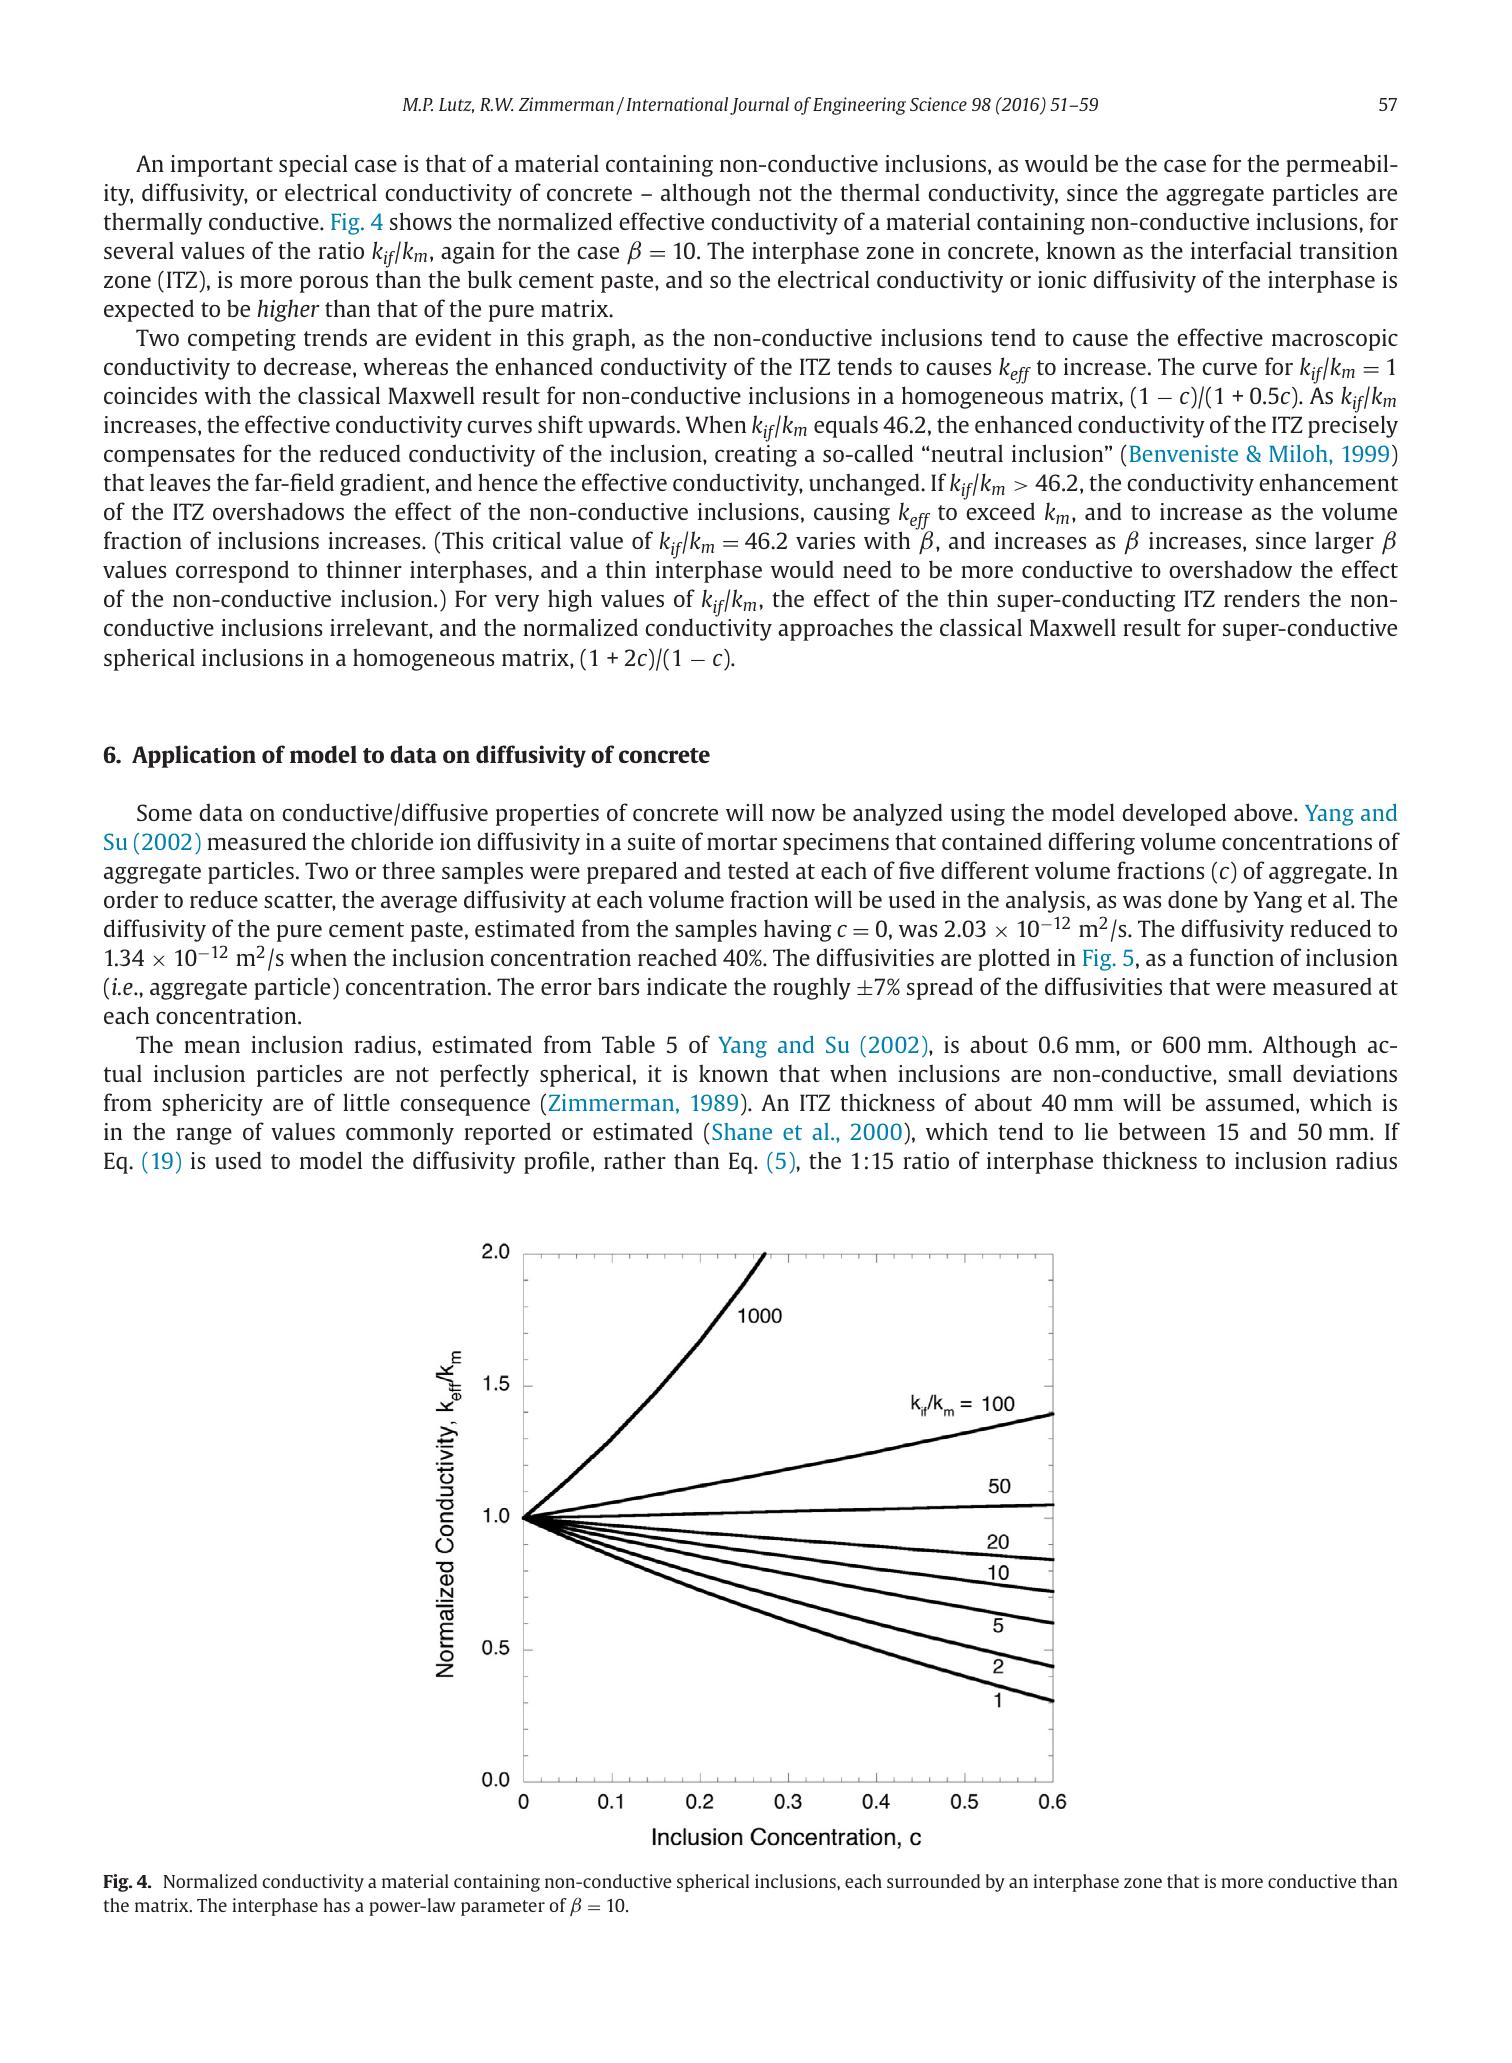 M.P. Lutz, R.W. Zimmerman / International Journal of Engineering Science 98 (2016) 51–59 57
An important special case is that of a material containing non-conductive inclusions, as would be the case for the permeabil-
ity, diffusivity, or electrical conductivity of concrete – although not the thermal conductivity, since the aggregate particles are
thermally conductive. Fig. 4 shows the normalized effective conductivity of a material containing non-conductive inclusions, for
several values of the ratio k_if/k_m, again for the case β = 10. The interphase zone in concrete, known as the interfacial transition
zone (ITZ), is more porous than the bulk cement paste, and so the electrical conductivity or ionic diffusivity of the interphase is
expected to be higher than that of the pure matrix.
Two competing trends are evident in this graph, as the non-conductive inclusions tend to cause the effective macroscopic
conductivity to decrease, whereas the enhanced conductivity of the ITZ tends to causes k_eff to increase. The curve for k_if/k_m = 1
coincides with the classical Maxwell result for non-conductive inclusions in a homogeneous matrix, (1 − c)/(1 + 0.5c). As k_if/k_m
increases, the effective conductivity curves shift upwards. When k_if/k_m equals 46.2, the enhanced conductivity of the ITZ precisely
compensates for the reduced conductivity of the inclusion, creating a so-called “neutral inclusion” (Benveniste & Miloh, 1999)
that leaves the far-field gradient, and hence the effective conductivity, unchanged. If k_if/k_m > 46.2, the conductivity enhancement
of the ITZ overshadows the effect of the non-conductive inclusions, causing k_eff to exceed k_m, and to increase as the volume
fraction of inclusions increases. (This critical value of k_if/k_m = 46.2 varies with β, and increases as β increases, since larger β
values correspond to thinner interphases, and a thin interphase would need to be more conductive to overshadow the effect
of the non-conductive inclusion.) For very high values of k_if/k_m, the effect of the thin super-conducting ITZ renders the non-
conductive inclusions irrelevant, and the normalized conductivity approaches the classical Maxwell result for super-conductive
spherical inclusions in a homogeneous matrix, (1 + 2c)/(1 − c).
6. Application of model to data on diffusivity of concrete
Some data on conductive/diffusive properties of concrete will now be analyzed using the model developed above. Yang and
Su (2002) measured the chloride ion diffusivity in a suite of mortar specimens that contained differing volume concentrations of
aggregate particles. Two or three samples were prepared and tested at each of five different volume fractions (c) of aggregate. In
order to reduce scatter, the average diffusivity at each volume fraction will be used in the analysis, as was done by Yang et al. The
diffusivity of the pure cement paste, estimated from the samples having c = 0, was 2.03 × 10⁻¹² m²/s. The diffusivity reduced to
1.34 × 10⁻¹² m²/s when the inclusion concentration reached 40%. The diffusivities are plotted in Fig. 5, as a function of inclusion
(i.e., aggregate particle) concentration. The error bars indicate the roughly ±7% spread of the diffusivities that were measured at
each concentration.
The mean inclusion radius, estimated from Table 5 of Yang and Su (2002), is about 0.6 mm, or 600 mm. Although ac-
tual inclusion particles are not perfectly spherical, it is known that when inclusions are non-conductive, small deviations
from sphericity are of little consequence (Zimmerman, 1989). An ITZ thickness of about 40 mm will be assumed, which is
in the range of values commonly reported or estimated (Shane et al., 2000), which tend to lie between 15 and 50 mm. If
Eq. (19) is used to model the diffusivity profile, rather than Eq. (5), the 1:15 ratio of interphase thickness to inclusion radius
2.0
1000
1.5
k_if/k_m = 100
50
1.0
20
10
5
0.5
2
1
0.0
0 0.1 0.2 0.3 0.4 0.5 0.6
Normalized Conductivity, k_eff/k_m
Inclusion Concentration, c
Fig. 4. Normalized conductivity a material containing non-conductive spherical inclusions, each surrounded by an interphase zone that is more conductive than
the matrix. The interphase has a power-law parameter of β = 10.